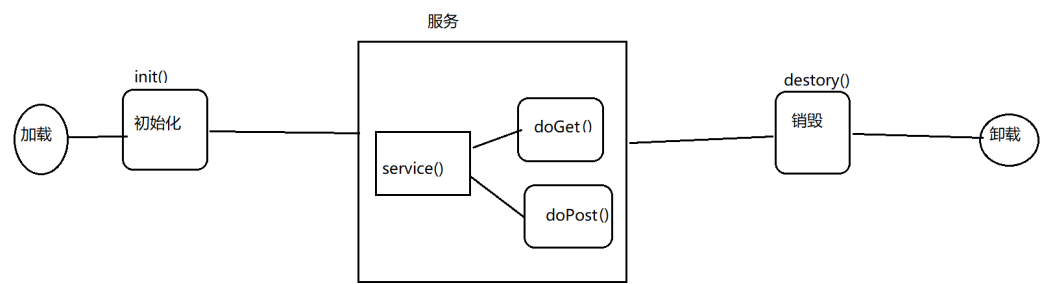 服务
init()
destory()
加载
初始化
service()
doGet()
doPost()
销毁
卸载